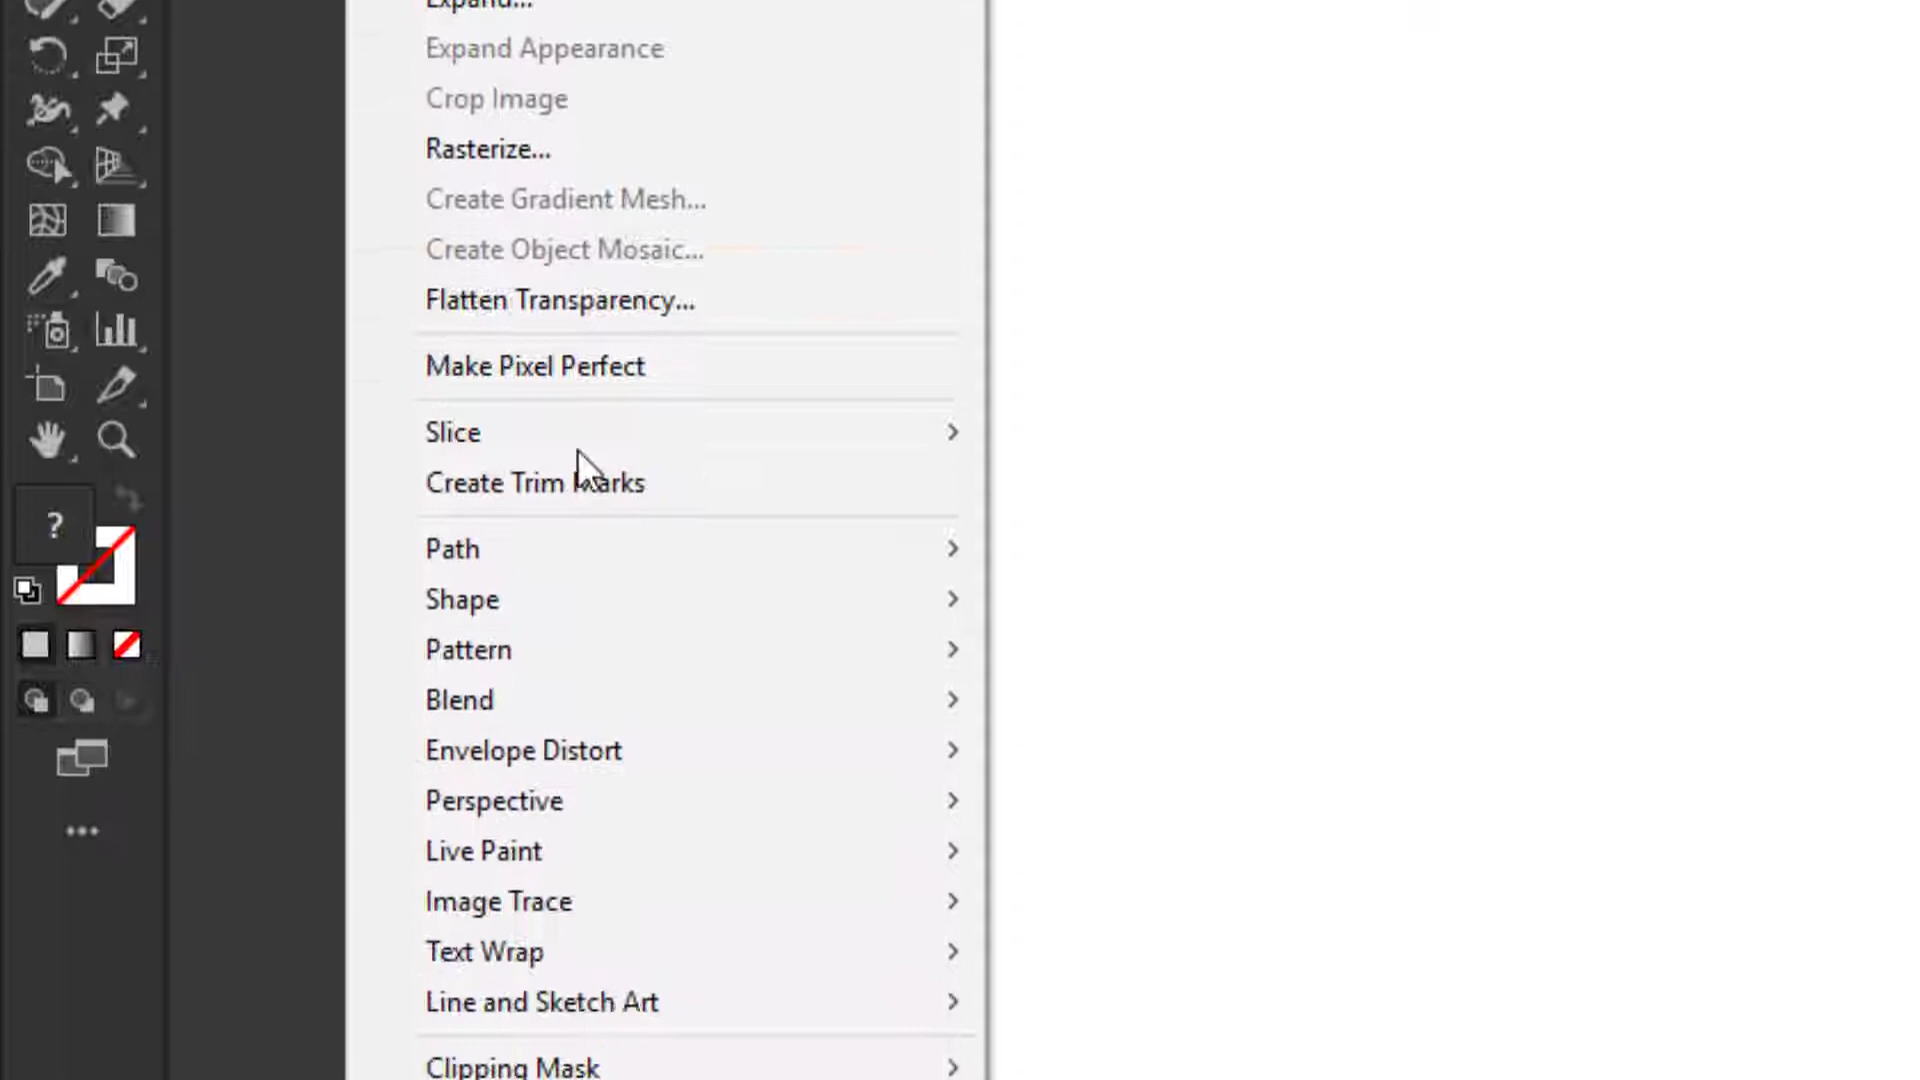 Expand...
Expand Appearance
Crop Image
Rasterize...
Create Gradient Mesh...
Create Object Mosaic...
Flatten Transparency...
Make Pixel Perfect
Slice
Create Trim Marks
Path
Shape
Pattern
Blend
Envelope Distort
Perspective
Live Paint
Image Trace
Text Wrap
Line and Sketch Art
Clipping Mask
?